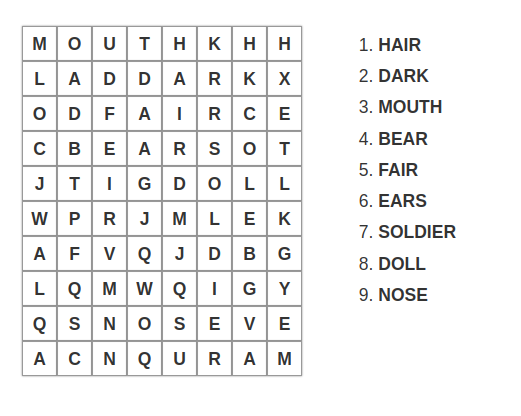 M O U T H K H H
L A D D A R K X
O D F A I R C E
C B E A R S O T
J T I G D O L L
W P R J M L E K
A F V Q J D B G
L Q M W Q I G Y
Q S N O S E V E
A C N Q U R A M
1. HAIR
2. DARK
3. MOUTH
4. BEAR
5. FAIR
6. EARS
7. SOLDIER
8. DOLL
9. NOSE